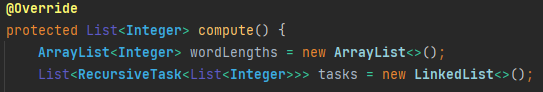 @Override
protected List<Integer> compute() {
ArrayList<Integer> wordLengths = new ArrayList<>();
List<RecursiveTask<List<Integer>>> tasks = new LinkedList<>();